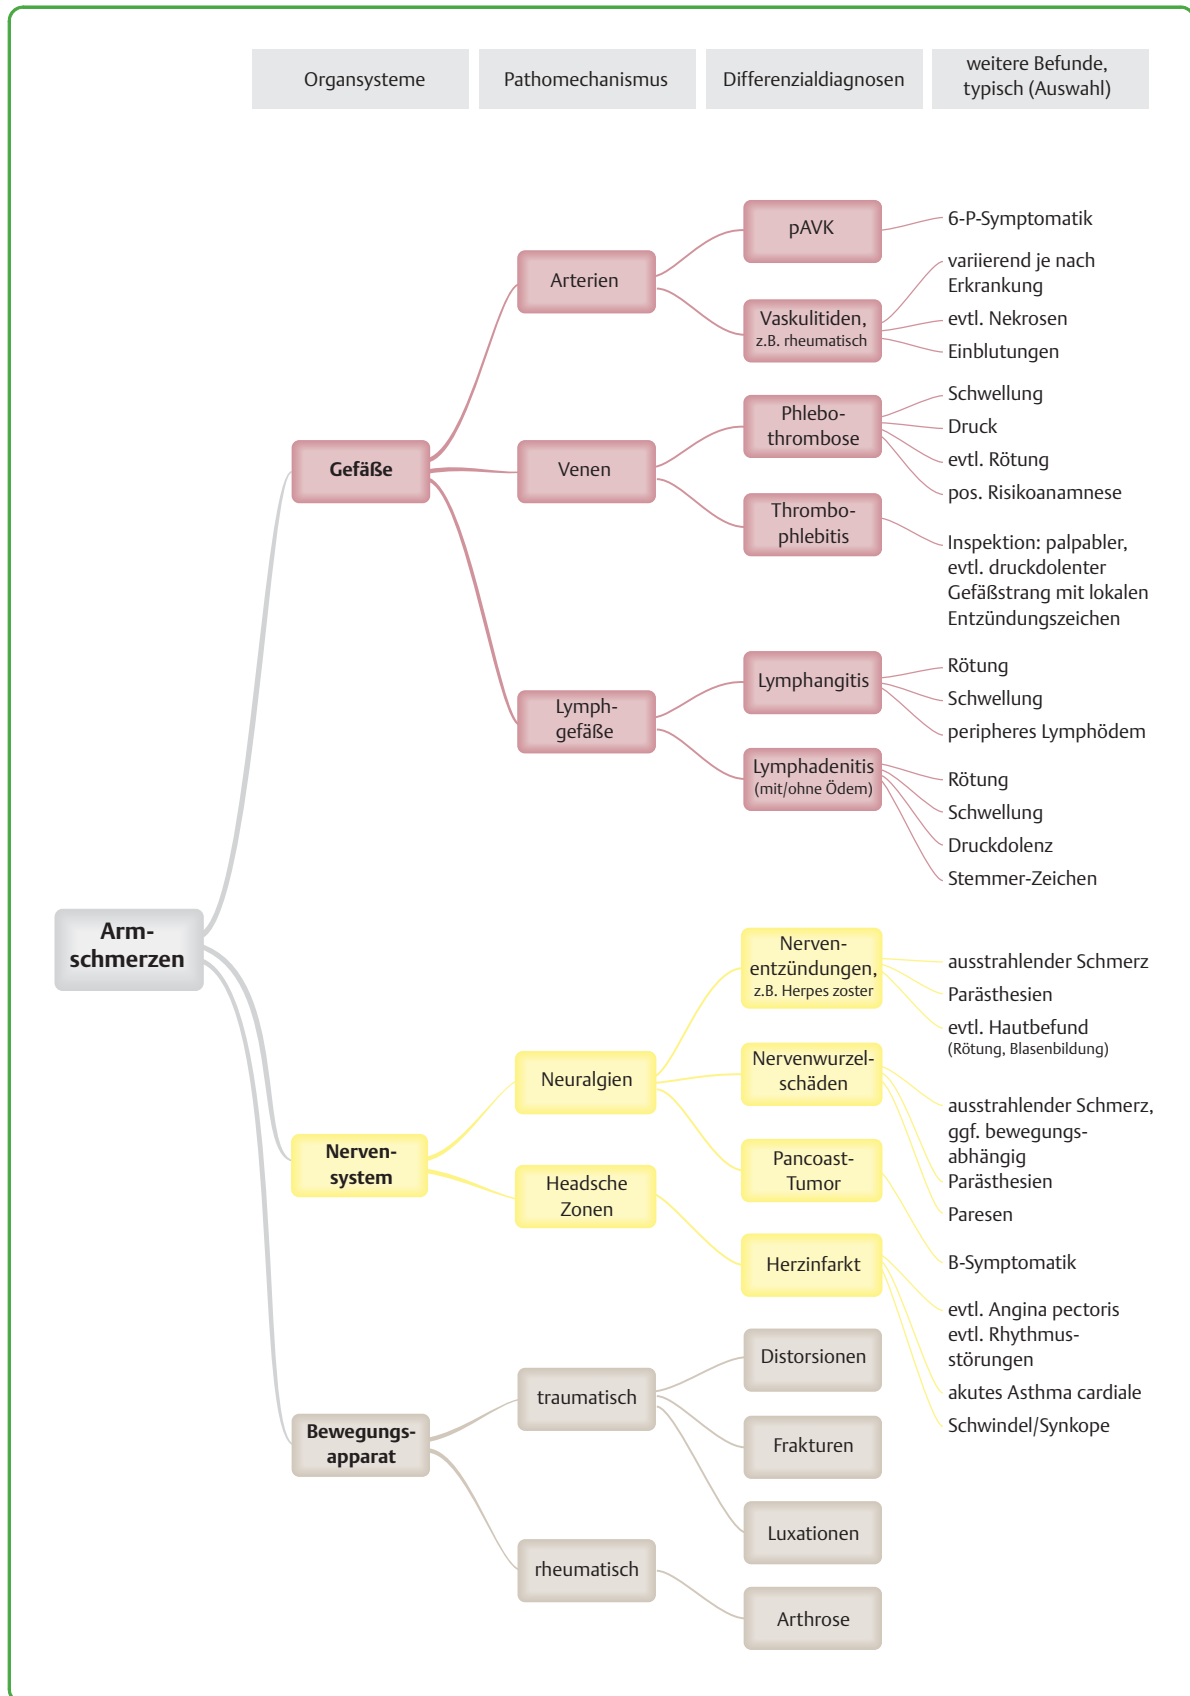 Organsysteme
Pathomechanismus
Differenzialdiagnosen
weitere Befunde,
typisch (Auswahl)
Arm-
schmerzen
Gefäße
Arterien
pAVK
6-P-Symptomatik
Vaskulitiden,
z.B. rheumatisch
variierend je nach
Erkrankung
evtl. Nekrosen
Einblutungen
Venen
Phlebo-
thrombose
Schwellung
Druck
evtl. Rötung
pos. Risikoanamnese
Thrombo-
phlebitis
Inspektion: palpabler,
evtl. druckdolenter
Gefäßstrang mit lokalen
Entzündungszeichen
Lymph-
gefäße
Lymphangitis
Rötung
Schwellung
peripheres Lymphödem
Lymphadenitis
(mit/ohne Ödem)
Rötung
Schwellung
Druckdolenz
Stemmer-Zeichen
Nerven-
system
Neuralgien
Nerven-
entzündungen,
z.B. Herpes zoster
ausstrahlender Schmerz
Parästhesien
evtl. Hautbefund
(Rötung, Blasenbildung)
Nervenwurzel-
schäden
ausstrahlender Schmerz,
ggf. bewegungs-
abhängig
Parästhesien
Paresen
Pancoast-
Tumor
B-Symptomatik
Headsche
Zonen
Herzinfarkt
evtl. Angina pectoris
evtl. Rhythmus-
störungen
akutes Asthma cardiale
Schwindel/Synkope
Bewegungs-
apparat
traumatisch
Distorsionen
Frakturen
Luxationen
rheumatisch
Arthrose